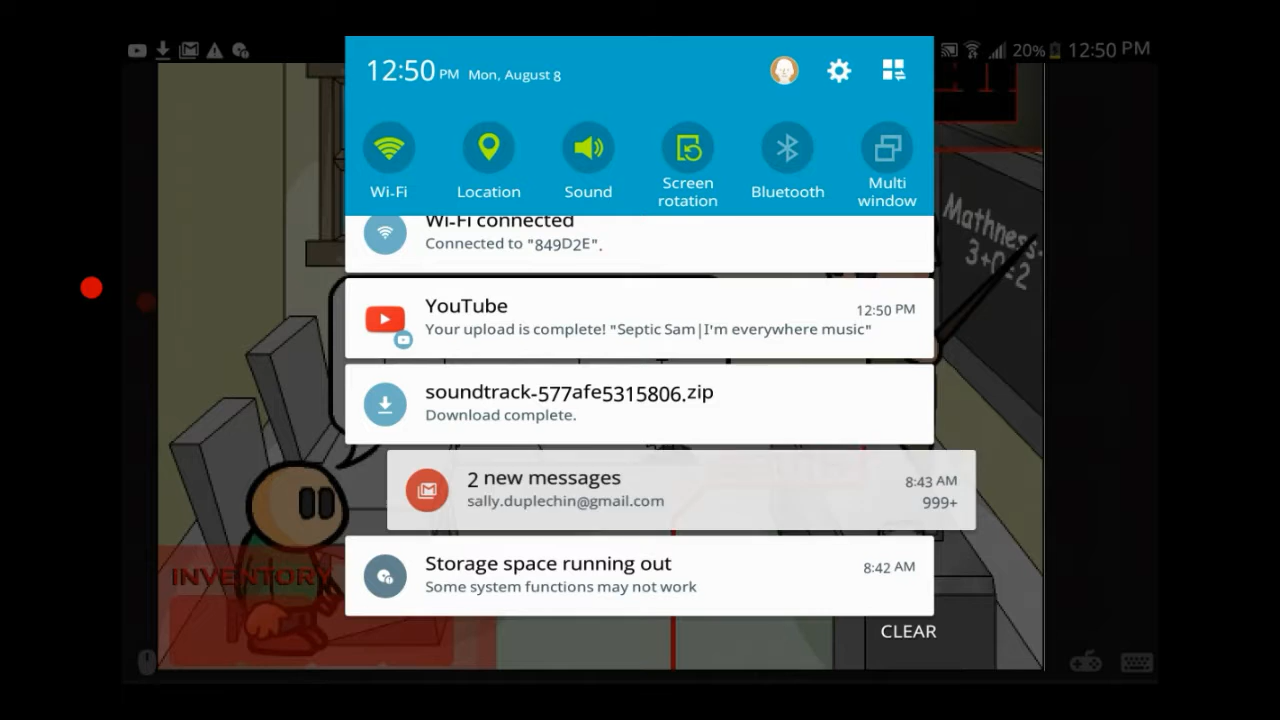 20% 12:50 PM
12:50 PM Mon, August 8
Wi-Fi
Location
Sound
Screen
rotation
Bluetooth
Multi
window
Wi-Fi connected
Connected to "849D2E".
YouTube
12:50 PM
Your upload is complete! "Septic Sam|I'm everywhere music"
soundtrack-577afe5315806.zip
Download complete.
2 new messages
8:43 AM
sally.duplechin@gmail.com
999+
Storage space running out
8:42 AM
Some system functions may not work
CLEAR
Mathness-
3+0=2
INVENTORY